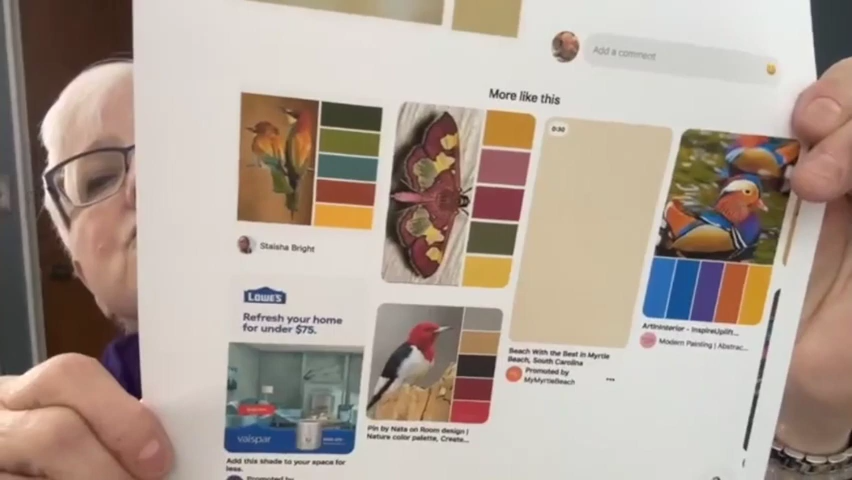 Add a comment
More like this
0:30
Staisha Bright
LOWE'S
Refresh your home
for under $75.
valspar
Add this shade to your space for
less.
Promoted by
Pin by Nata on Room design |
Nature color palette, Create...
Beach With the Best in Myrtle
Beach, South Carolina
Promoted by
MyMyrtleBeach
...
ArtInInterior - InspireUplift...
Modern Painting | Abstrac...